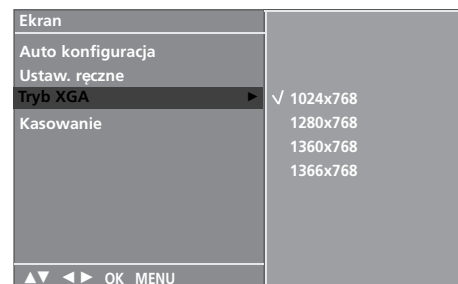 Ekran
Auto konfiguracja
Ustaw. ręczne
Tryb XGA ►
Kasowanie
√ 1024x768
1280x768
1360x768
1366x768
▲▼ ◄► OK MENU